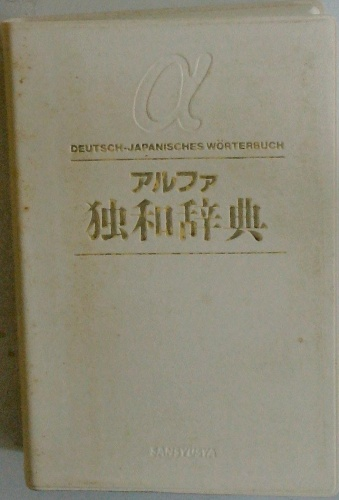 α
DEUTSCH-JAPANISCHES WÖRTERBUCH
アルファ
独和辞典
SANSYUSYA